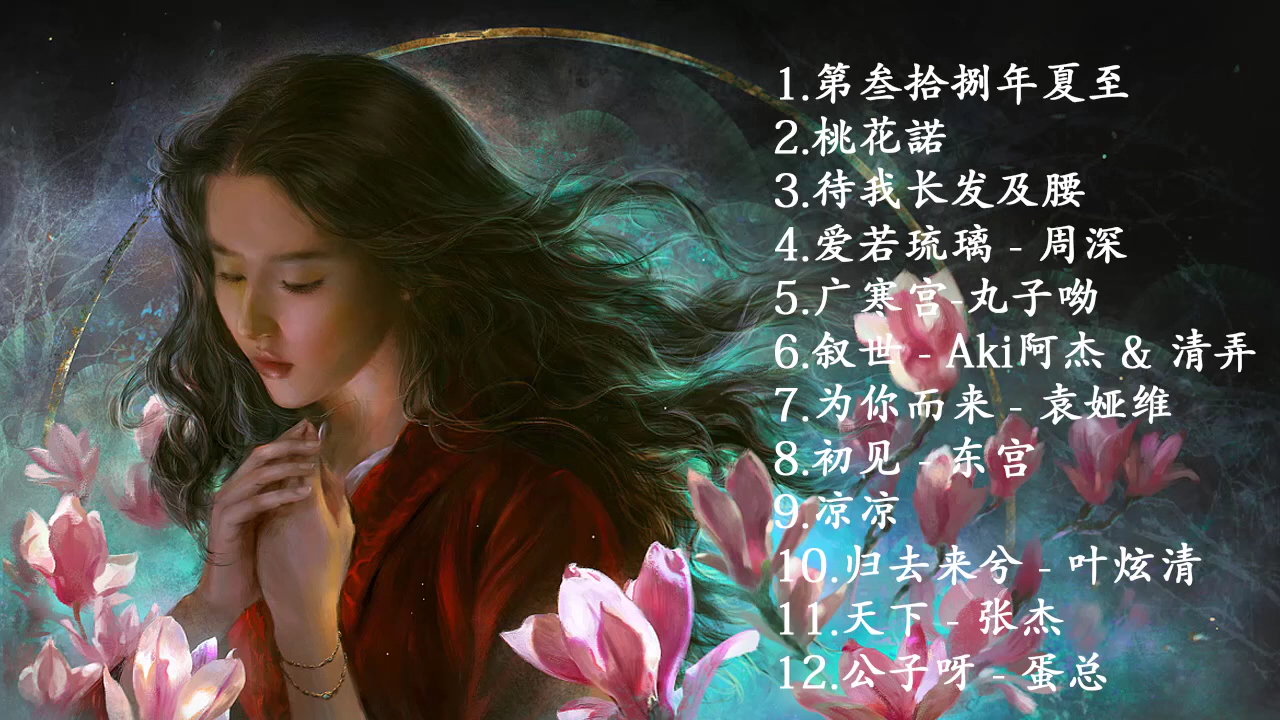 1.第叁拾捌年夏至
2.桃花諾
3.待我长发及腰
4.爱若琉璃 - 周深
5.广寒宫-丸子呦
6.叙世 - Aki阿杰 & 清弄
7.为你而来 - 袁娅维
8.初见 - 东宫
9.凉凉
10.归去来兮 - 叶炫清
11.天下 - 张杰
12.公子呀 - 蛋总